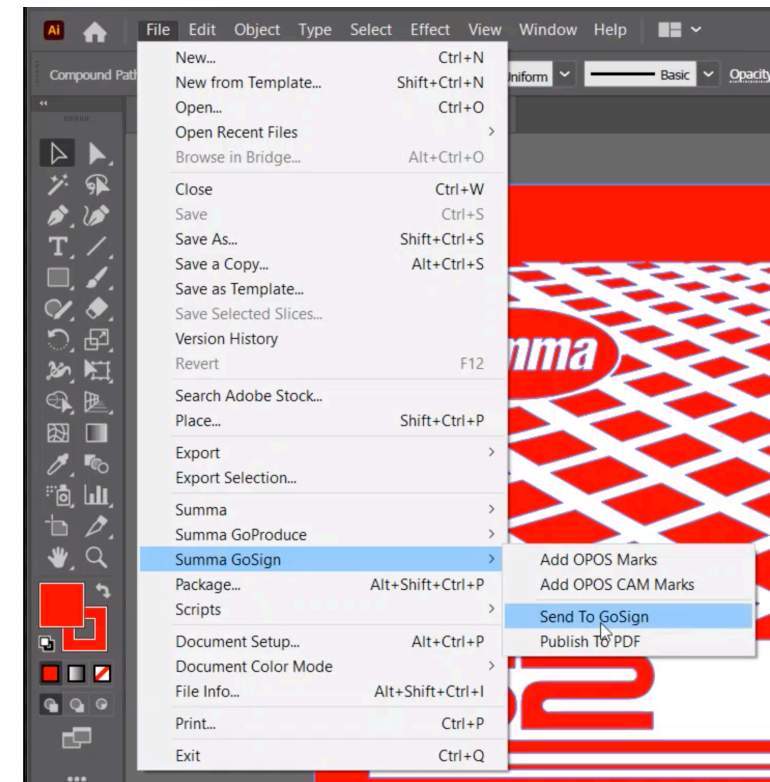 Ai File Edit Object Type Select Effect View Window Help
Compound Pat Uniform Basic Opacity
New... Ctrl+N
New from Template... Shift+Ctrl+N
Open... Ctrl+O
Open Recent Files >
Browse in Bridge... Alt+Ctrl+O
Close Ctrl+W
Save Ctrl+S
Save As... Shift+Ctrl+S
Save a Copy... Alt+Ctrl+S
Save as Template...
Save Selected Slices...
Version History
Revert F12
Search Adobe Stock...
Place... Shift+Ctrl+P
Export >
Export Selection...
Summa >
Summa GoProduce >
Summa GoSign >
Package... Alt+Shift+Ctrl+P
Scripts >
Document Setup... Alt+Ctrl+P
Document Color Mode >
File Info... Alt+Shift+Ctrl+I
Print... Ctrl+P
Exit Ctrl+Q
Add OPOS Marks
Add OPOS CAM Marks
Send To GoSign
Publish To PDF
mma